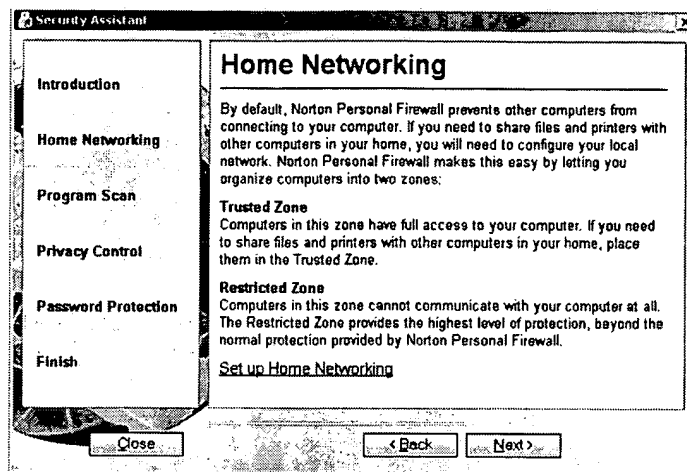 Security Assistant
Introduction
Home Networking
Program Scan
Privacy Control
Password Protection
Finish
Home Networking
By default, Norton Personal Firewall prevents other computers from
connecting to your computer. If you need to share files and printers with
other computers in your home, you will need to configure your local
network. Norton Personal Firewall makes this easy by letting you
organize computers into two zones:
Trusted Zone
Computers in this zone have full access to your computer. If you need
to share files and printers with other computers in your home, place
them in the Trusted Zone.
Restricted Zone
Computers in this zone cannot communicate with your computer at all.
The Restricted Zone provides the highest level of protection, beyond the
normal protection provided by Norton Personal Firewall.
Set up Home Networking
Close
< Back
Next >